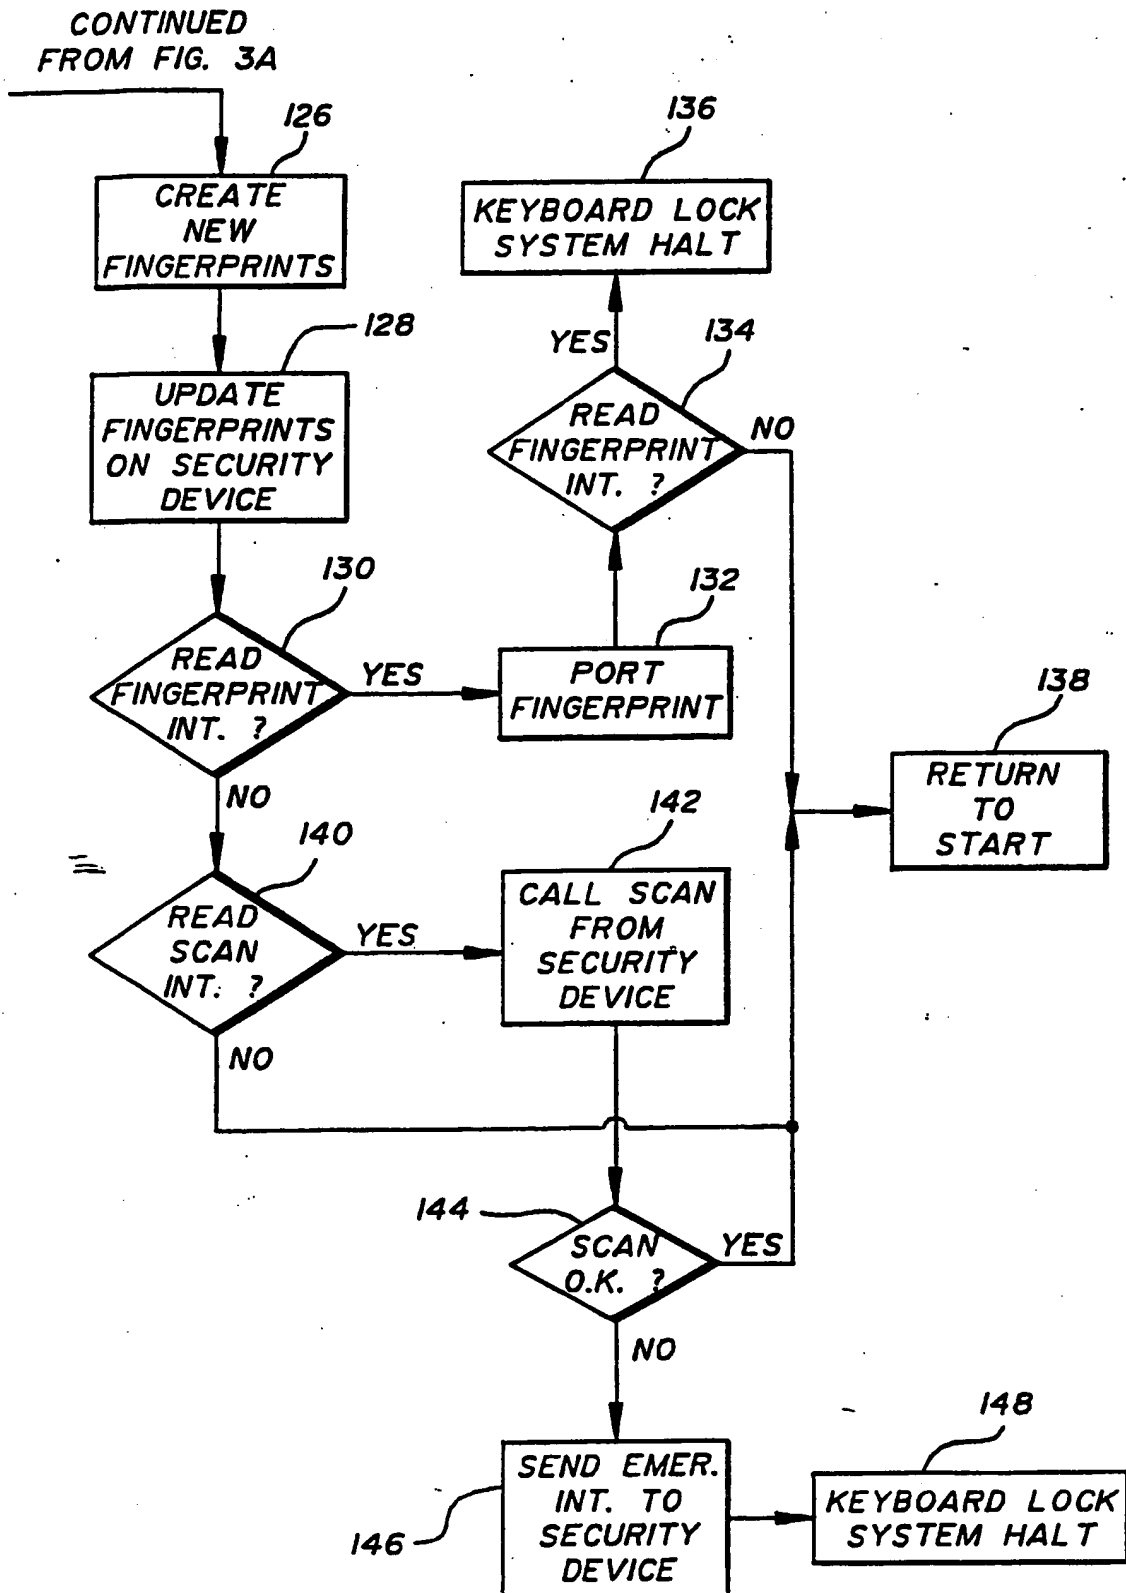 CONTINUED
FROM FIG. 3A
126
CREATE
NEW
FINGERPRINTS
128
UPDATE
FINGERPRINTS
ON SECURITY
DEVICE
130
READ
FINGERPRINT
INT. ?
YES
NO
132
PORT
FINGERPRINT
134
READ
FINGERPRINT
INT. ?
YES
NO
136
KEYBOARD LOCK
SYSTEM HALT
138
RETURN
TO
START
140
READ
SCAN
INT. ?
YES
NO
142
CALL SCAN
FROM
SECURITY
DEVICE
144
SCAN
O.K. ?
YES
NO
146
SEND EMER.
INT. TO
SECURITY
DEVICE
148
KEYBOARD LOCK
SYSTEM HALT